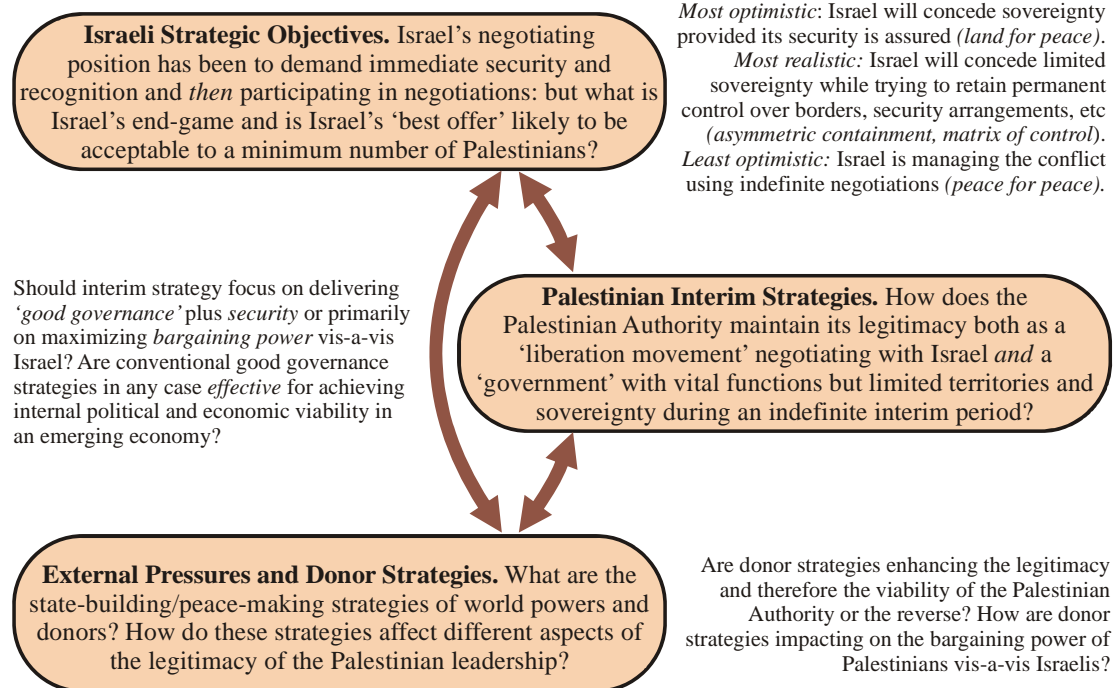 Israeli Strategic Objectives. Israel’s negotiating
position has been to demand immediate security and
recognition and then participating in negotiations: but what is
Israel’s end-game and is Israel’s ‘best offer’ likely to be
acceptable to a minimum number of Palestinians?
Most optimistic: Israel will concede sovereignty
provided its security is assured (land for peace).
Most realistic: Israel will concede limited
sovereignty while trying to retain permanent
control over borders, security arrangements, etc
(asymmetric containment, matrix of control).
Least optimistic: Israel is managing the conflict
using indefinite negotiations (peace for peace).
Should interim strategy focus on delivering
‘good governance’ plus security or primarily
on maximizing bargaining power vis-a-vis
Israel? Are conventional good governance
strategies in any case effective for achieving
internal political and economic viability in
an emerging economy?
Palestinian Interim Strategies. How does the
Palestinian Authority maintain its legitimacy both as a
‘liberation movement’ negotiating with Israel and a
‘government’ with vital functions but limited territories and
sovereignty during an indefinite interim period?
External Pressures and Donor Strategies. What are the
state-building/peace-making strategies of world powers and
donors? How do these strategies affect different aspects of
the legitimacy of the Palestinian leadership?
Are donor strategies enhancing the legitimacy
and therefore the viability of the Palestinian
Authority or the reverse? How are donor
strategies impacting on the bargaining power of
Palestinians vis-a-vis Israelis?